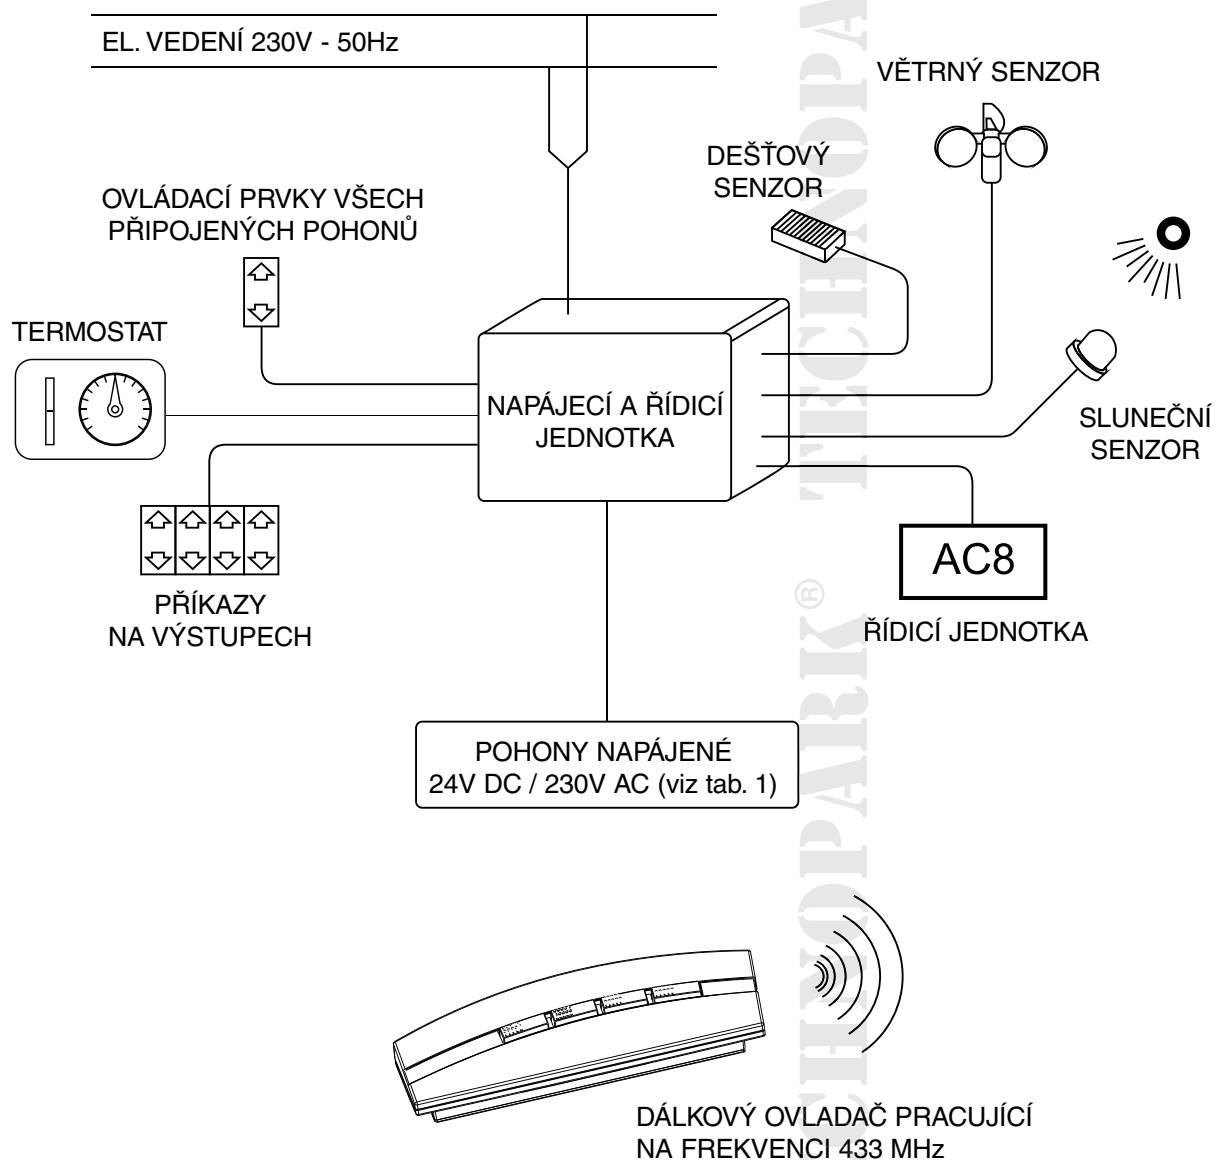 EL. VEDENÍ 230V - 50Hz
VĚTRNÝ SENZOR
DEŠŤOVÝ
SENZOR
OVLÁDACÍ PRVKY VŠECH
PŘIPOJENÝCH POHONŮ
TERMOSTAT
NAPÁJECÍ A ŘÍDICÍ
JEDNOTKA
SLUNEČNÍ
SENZOR
AC8
ŘÍDICÍ JEDNOTKA
PŘÍKAZY
NA VÝSTUPECH
POHONY NAPÁJENÉ
24V DC / 230V AC (viz tab. 1)
DÁLKOVÝ OVLADAČ PRACUJÍCÍ
NA FREKVENCI 433 MHz
CHNOPARK® TECHNOPA